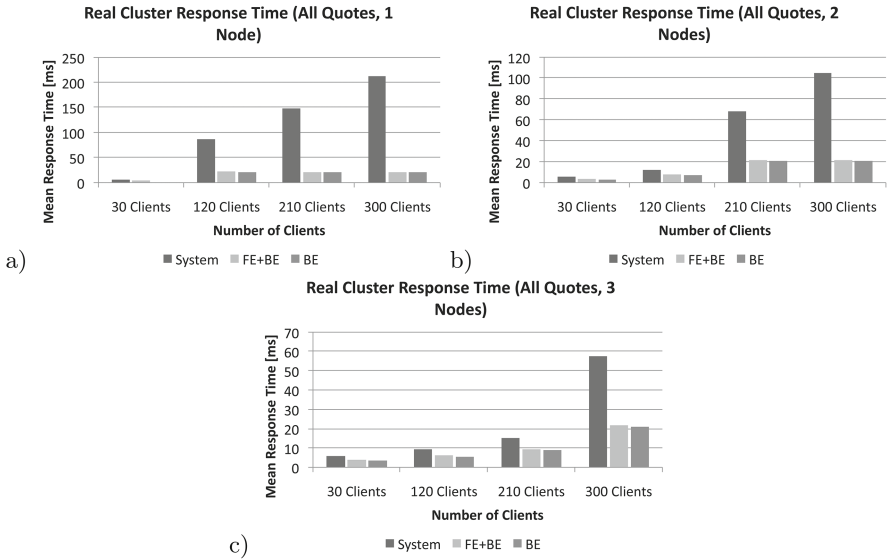 Real Cluster Response Time (All Quotes, 1
Node)
Mean Response Time [ms]
250
200
150
100
50
0
30 Clients 120 Clients 210 Clients 300 Clients
Number of Clients
System FE+BE BE
a)
Real Cluster Response Time (All Quotes, 2
Nodes)
Mean Response Time [ms]
120
100
80
60
40
20
0
30 Clients 120 Clients 210 Clients 300 Clients
Number of Clients
System FE+BE BE
b)
Real Cluster Response Time (All Quotes, 3
Nodes)
Mean Response Time [ms]
70
60
50
40
30
20
10
0
30 Clients 120 Clients 210 Clients 300 Clients
Number of Clients
System FE+BE BE
c)